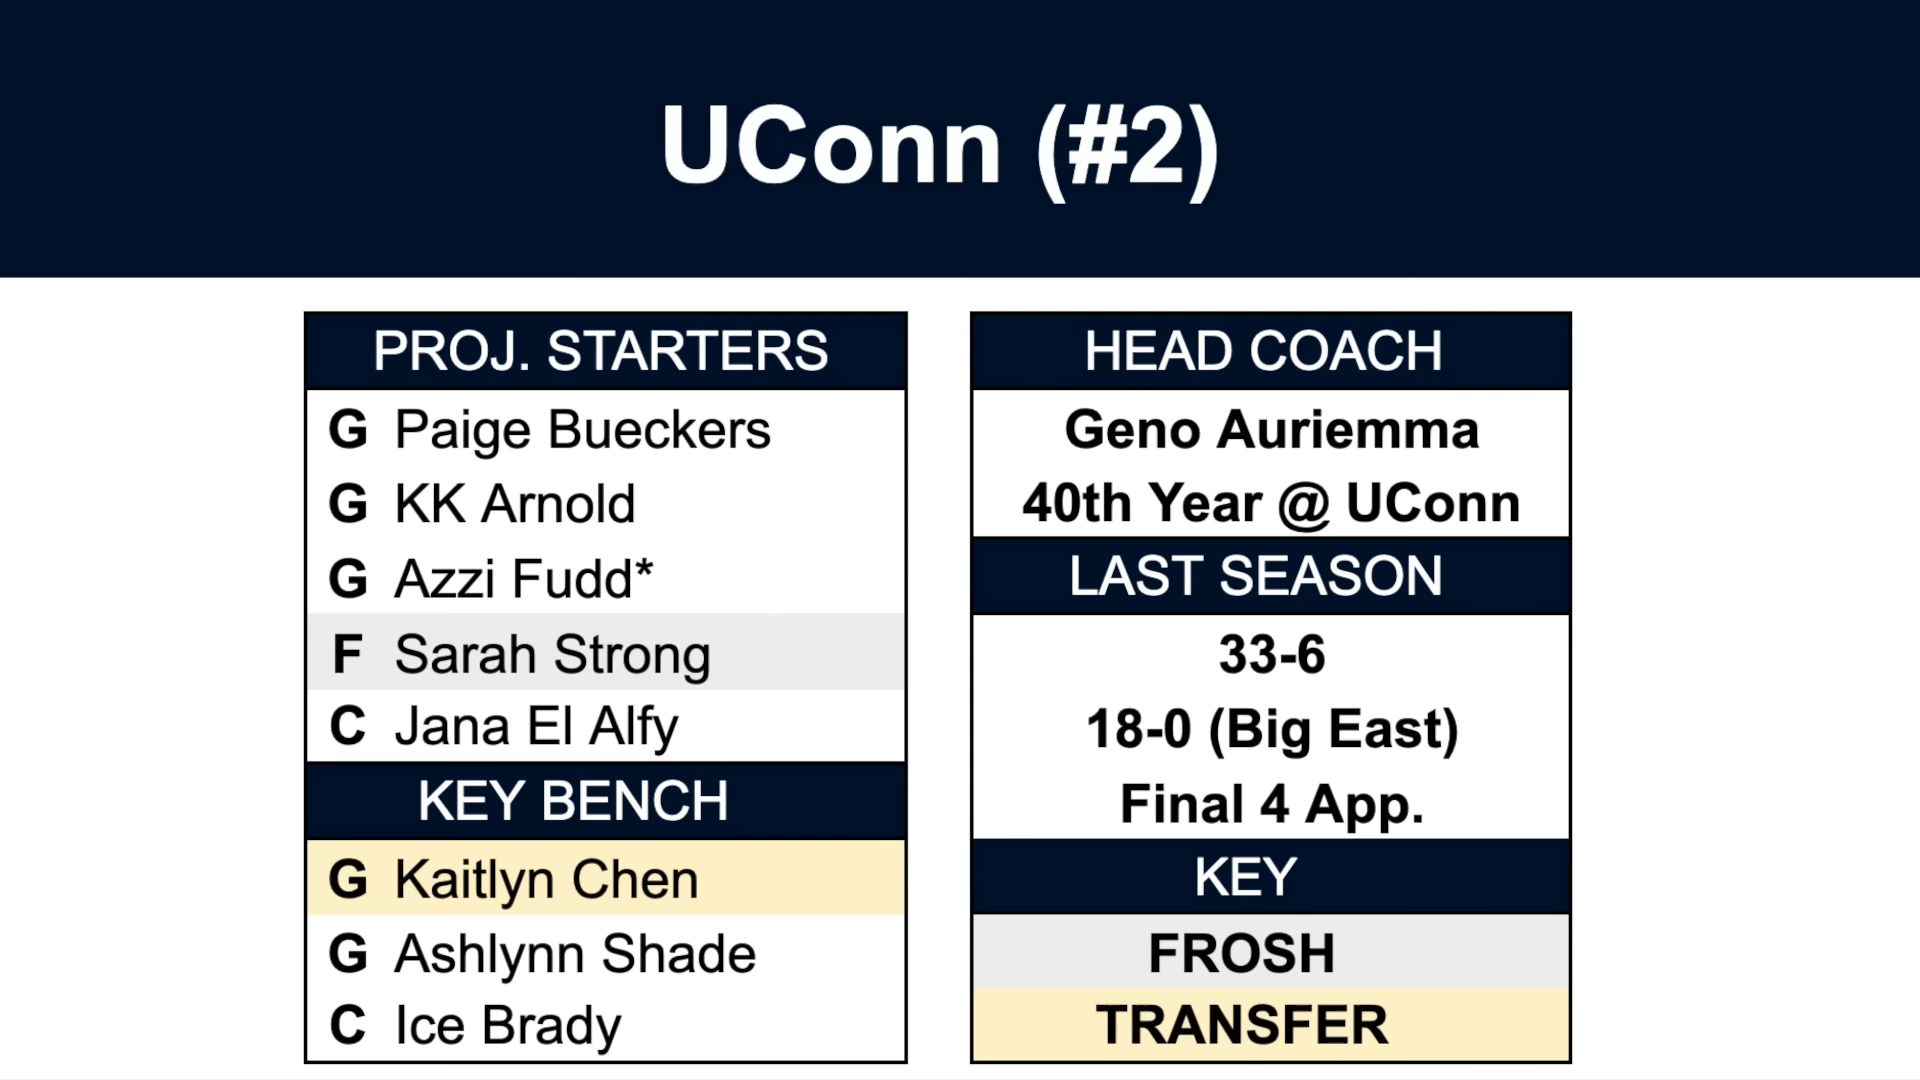 UConn (#2)
PROJ. STARTERS
G Paige Bueckers
G KK Arnold
G Azzi Fudd*
F Sarah Strong
C Jana El Alfy
KEY BENCH
G Kaitlyn Chen
G Ashlynn Shade
C Ice Brady
HEAD COACH
Geno Auriemma
40th Year @ UConn
LAST SEASON
33-6
18-0 (Big East)
Final 4 App.
KEY
FROSH
TRANSFER